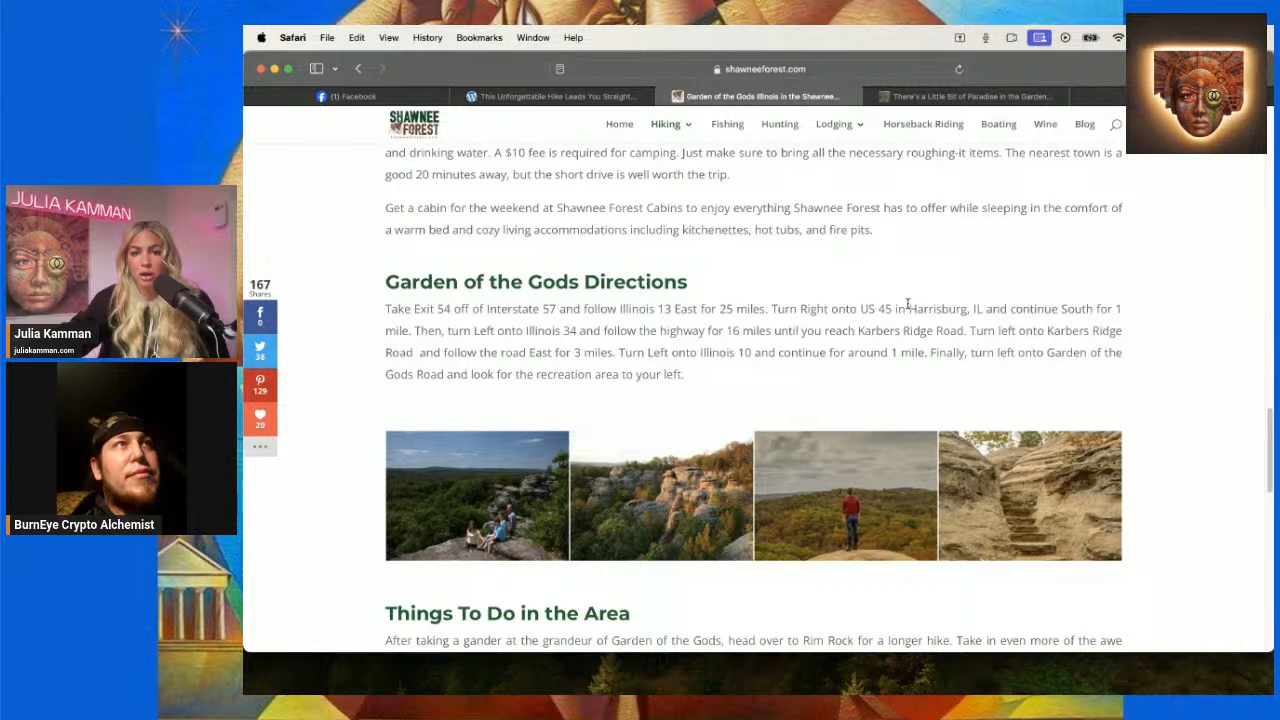 Safari File Edit View History Bookmarks Window Help
shawneeforest.com
(1) Facebook
This Unforgettable Hike Leads You Straight...
Garden of the Gods Illinois in the Shawnee...
There's a Little Bit of Paradise in the Garden...
SHAWNEE FOREST
Home Hiking Fishing Hunting Lodging Horseback Riding Boating Wine Blog
and drinking water. A $10 fee is required for camping. Just make sure to bring all the necessary roughing-it items. The nearest town is a
good 20 minutes away, but the short drive is well worth the trip.
Get a cabin for the weekend at Shawnee Forest Cabins to enjoy everything Shawnee Forest has to offer while sleeping in the comfort of
a warm bed and cozy living accommodations including kitchenettes, hot tubs, and fire pits.
Garden of the Gods Directions
Take Exit 54 off of Interstate 57 and follow Illinois 13 East for 25 miles. Turn Right onto US 45 in Harrisburg, IL and continue South for 1
mile. Then, turn Left onto Illinois 34 and follow the highway for 16 miles until you reach Karbers Ridge Road. Turn left onto Karbers Ridge
Road and follow the road East for 3 miles. Turn Left onto Illinois 10 and continue for around 1 mile. Finally, turn left onto Garden of the
Gods Road and look for the recreation area to your left.
Things To Do in the Area
After taking a gander at the grandeur of Garden of the Gods, head over to Rim Rock for a longer hike. Take in even more of the awe
167
Shares
0
38
129
20
JULIA KAMMAN
Julia Kamman
juliakamman.com
BurnEye Crypto Alchemist